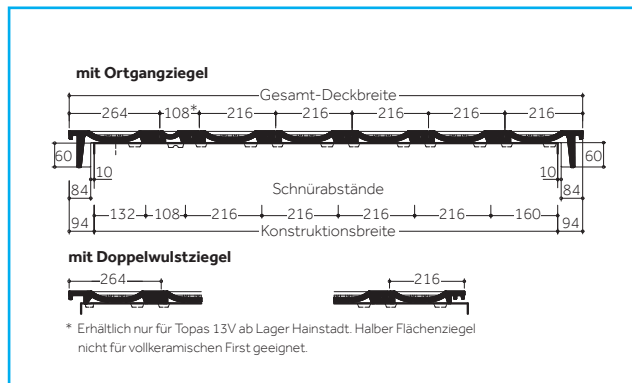 mit Ortgangziegel
Gesamt-Deckbreite
264 108* 216 216 216 216 216
60 60
10 10
Schnürabstände
84 84
132 108 216 216 216 216 160
94 94
Konstruktionsbreite
mit Doppelwulstziegel
264 216
* Erhältlich nur für Topas 13V ab Lager Hainstadt. Halber Flächenziegel
nicht für vollkeramischen First geeignet.